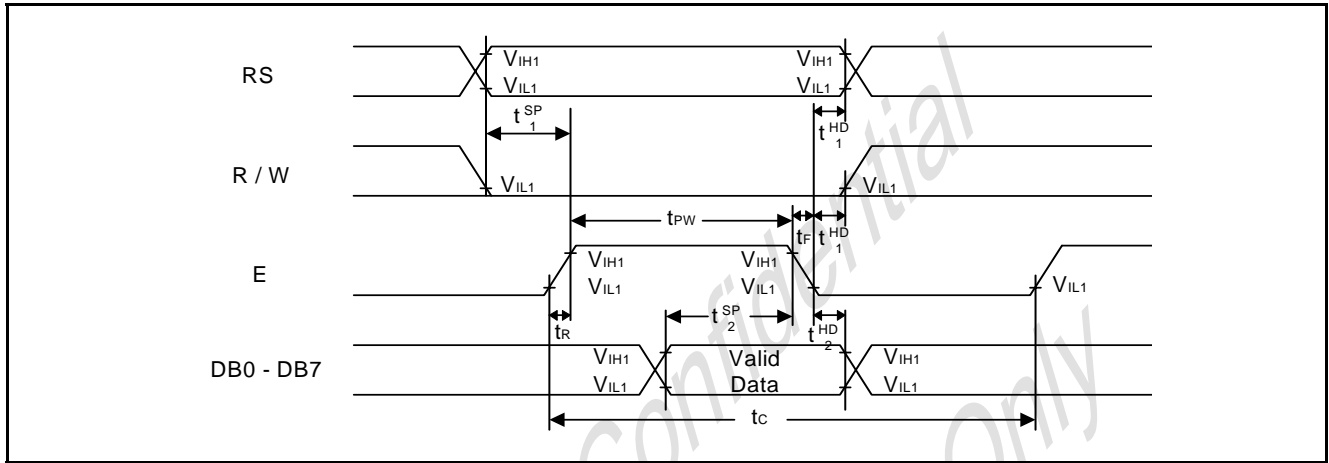 RS
VIH1
VIL1
VIH1
VIL1
tSP1
tHD1
R / W
VIL1
VIL1
tPW
tF
tHD1
E
VIH1
VIL1
VIH1
VIL1
VIL1
tR
tSP2
tHD2
DB0 - DB7
VIH1
VIL1
Valid
Data
VIH1
VIL1
tC
Confidential
Only